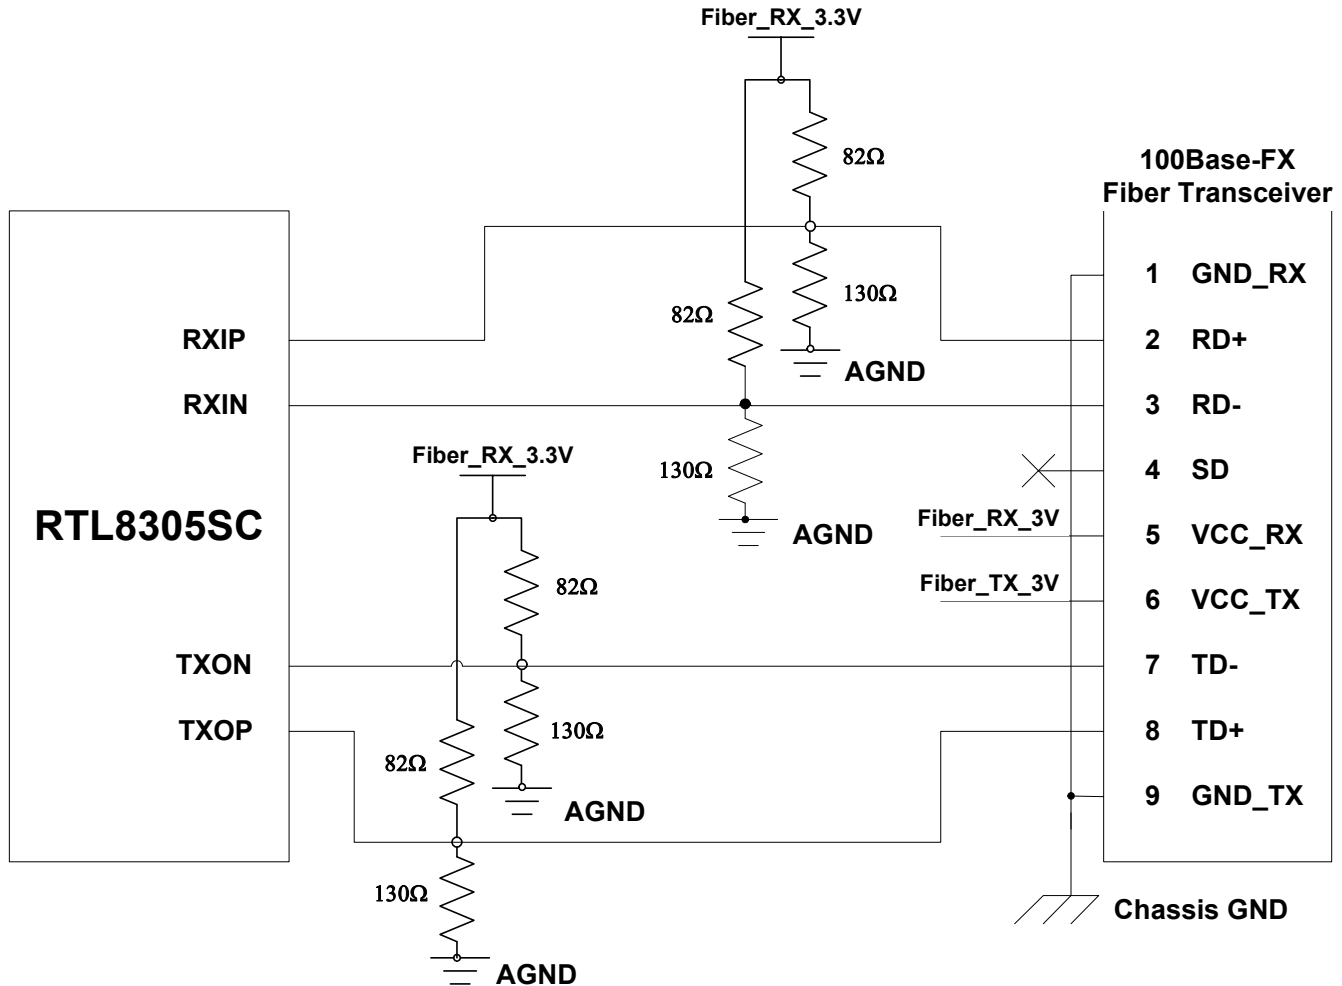 Fiber_RX_3.3V
82Ω
100Base-FX
Fiber Transceiver
1 GND_RX
130Ω
82Ω
RXIP
2 RD+
AGND
RXIN
3 RD-
Fiber_RX_3.3V
130Ω
4 SD
RTL8305SC
Fiber_RX_3V
AGND
5 VCC_RX
82Ω
Fiber_TX_3V
6 VCC_TX
TXON
7 TD-
TXOP
130Ω
8 TD+
82Ω
AGND
9 GND_TX
130Ω
Chassis GND
AGND